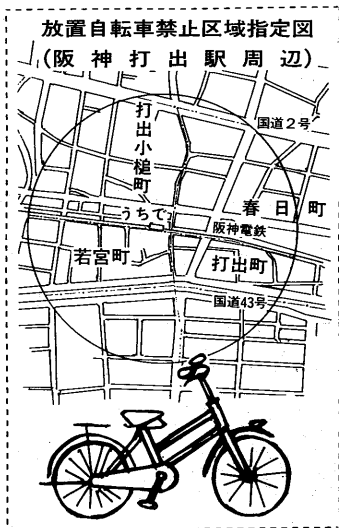 放置自転車禁止区域指定図
(阪神打出駅周辺)
国道2号
打出小槌町
春日町
うちで
阪神電鉄
若宮町
打出町
国道43号